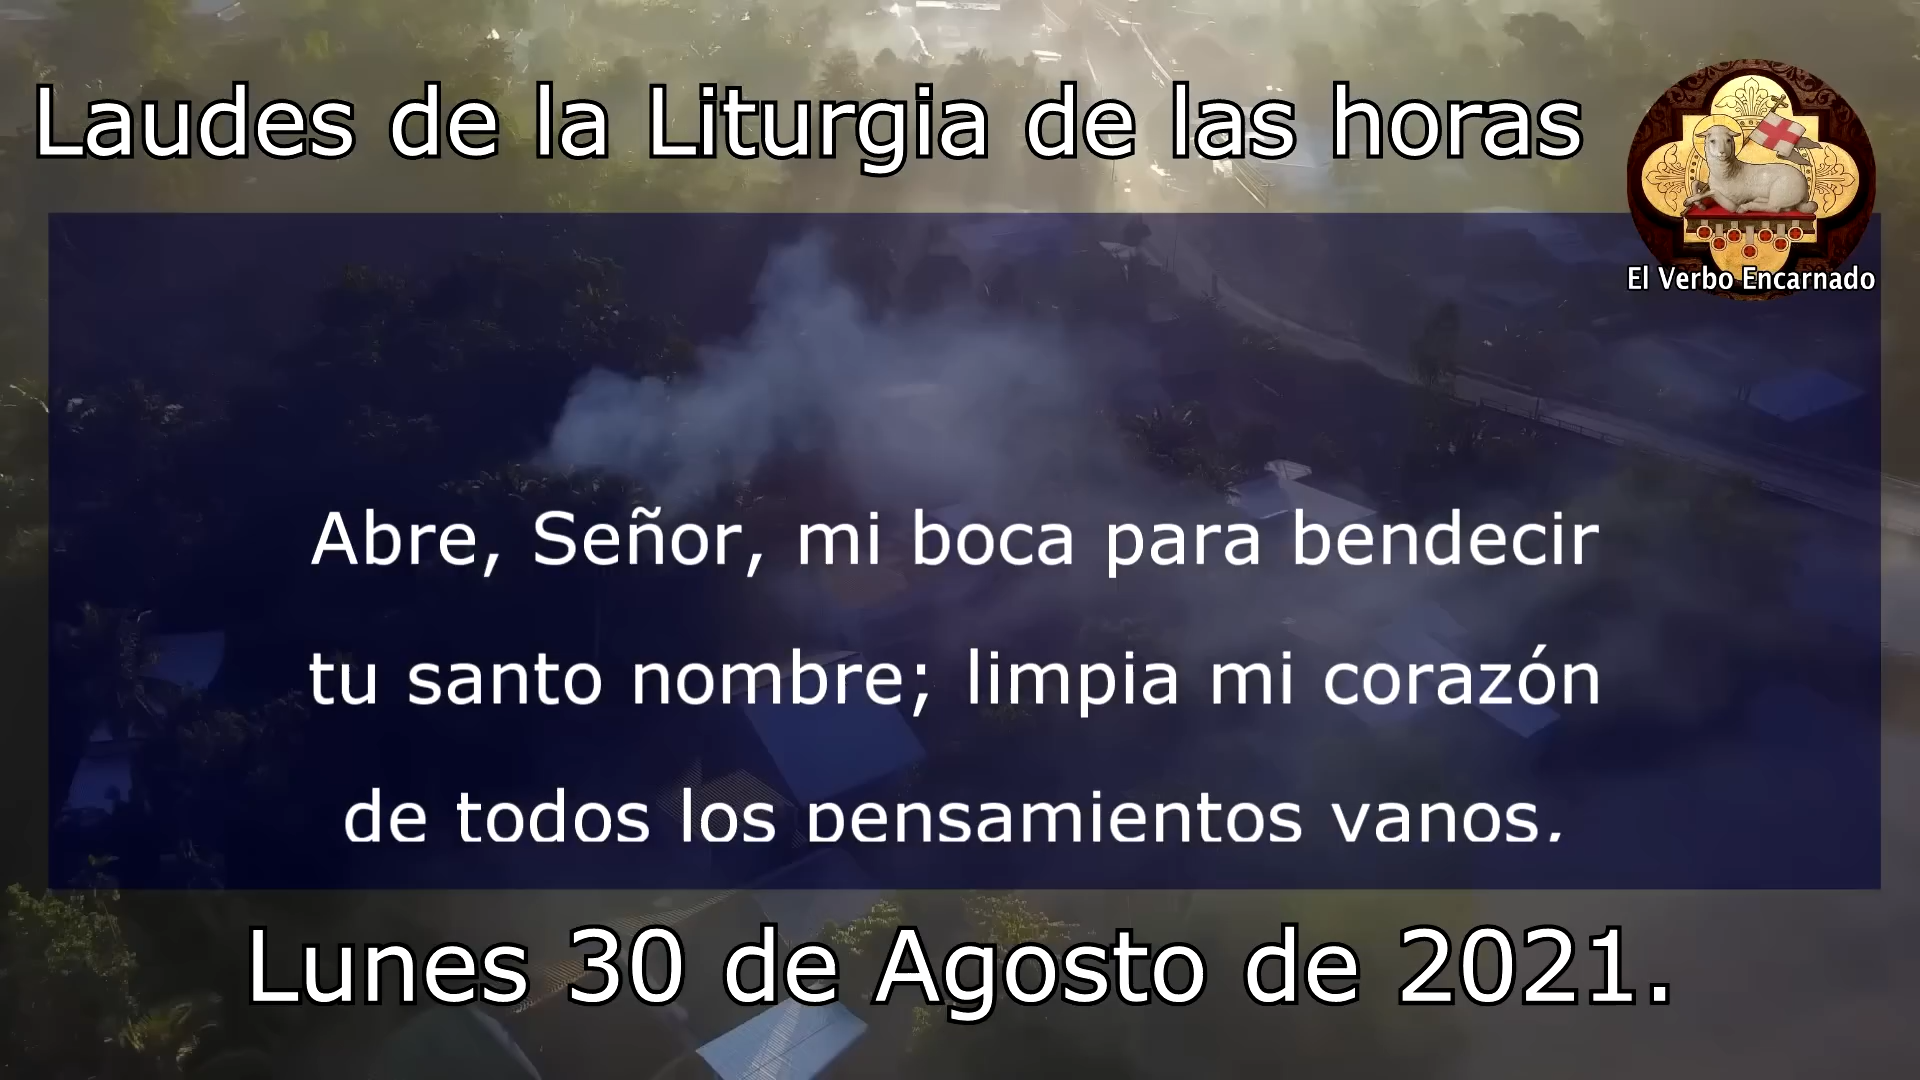 Laudes de la Liturgia de las horas
El Verbo Encarnado
Abre, Señor, mi boca para bendecir
tu santo nombre; limpia mi corazón
de todos los pensamientos vanos,
Lunes 30 de Agosto de 2021.